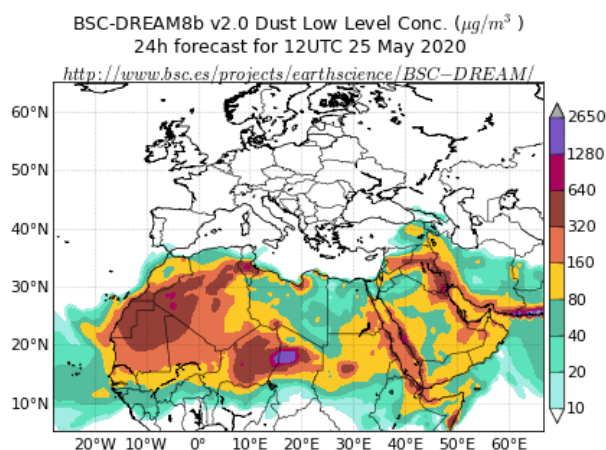 BSC-DREAM8b v2.0 Dust Low Level Conc. (μg/m³ )
24h forecast for 12UTC 25 May 2020
http://www.bsc.es/projects/earthscience/BSC−DREAM/
60°N
50°N
40°N
30°N
20°N
10°N
20°W 10°W 0° 10°E 20°E 30°E 40°E 50°E 60°E
2650
1280
640
320
160
80
40
20
10